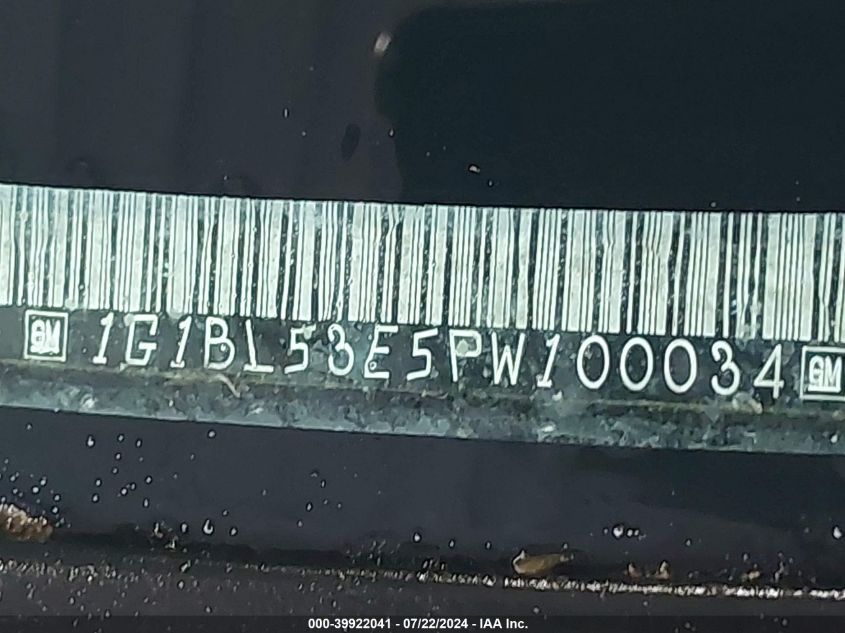 GM 1G1BL53E5PW100034 GM
000-39922041 - 07/22/2024 - IAA Inc.